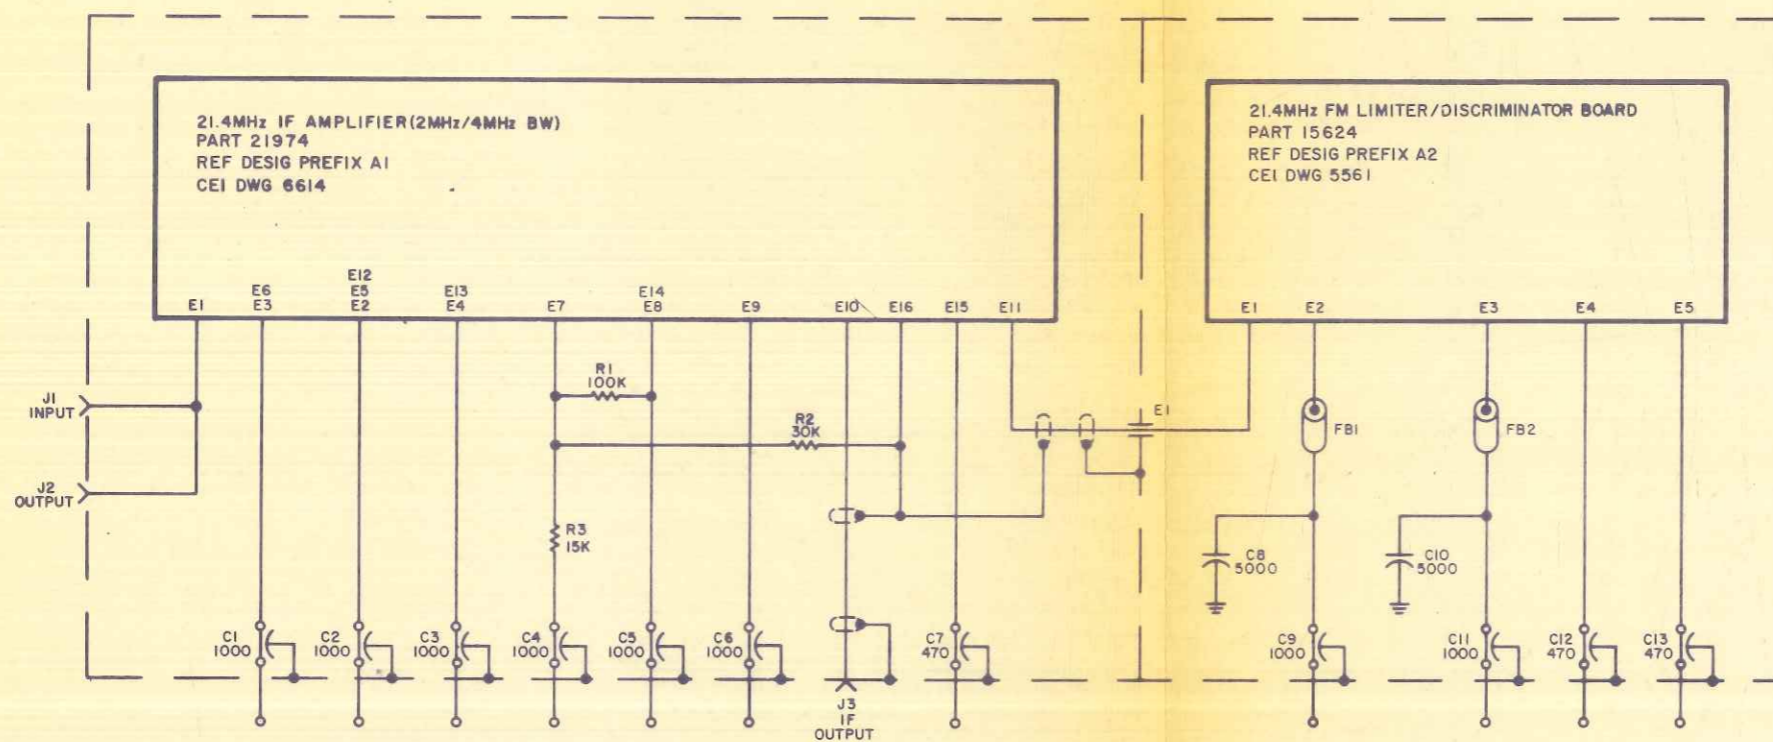 21.4MHz IF AMPLIFIER(2MHz/4MHz BW)
PART 21974
REF DESIG PREFIX A1
CEI DWG 6614
21.4MHz FM LIMITER/DISCRIMINATOR BOARD
PART 15624
REF DESIG PREFIX A2
CEI DWG 5561
E12
E6 E5 E13 E14
E1 E3 E2 E4 E7 E8 E9 E10 E16 E15 E11
E1 E2 E3 E4 E5
J1
INPUT
J2
OUTPUT
R1
100K
R2
30K
R3
15K
E1
FB1
FB2
C8
5000
C10
5000
C1
1000
C2
1000
C3
1000
C4
1000
C5
1000
C6
1000
C7
470
C9
1000
C11
1000
C12
470
C13
470
J3
IF
OUTPUT